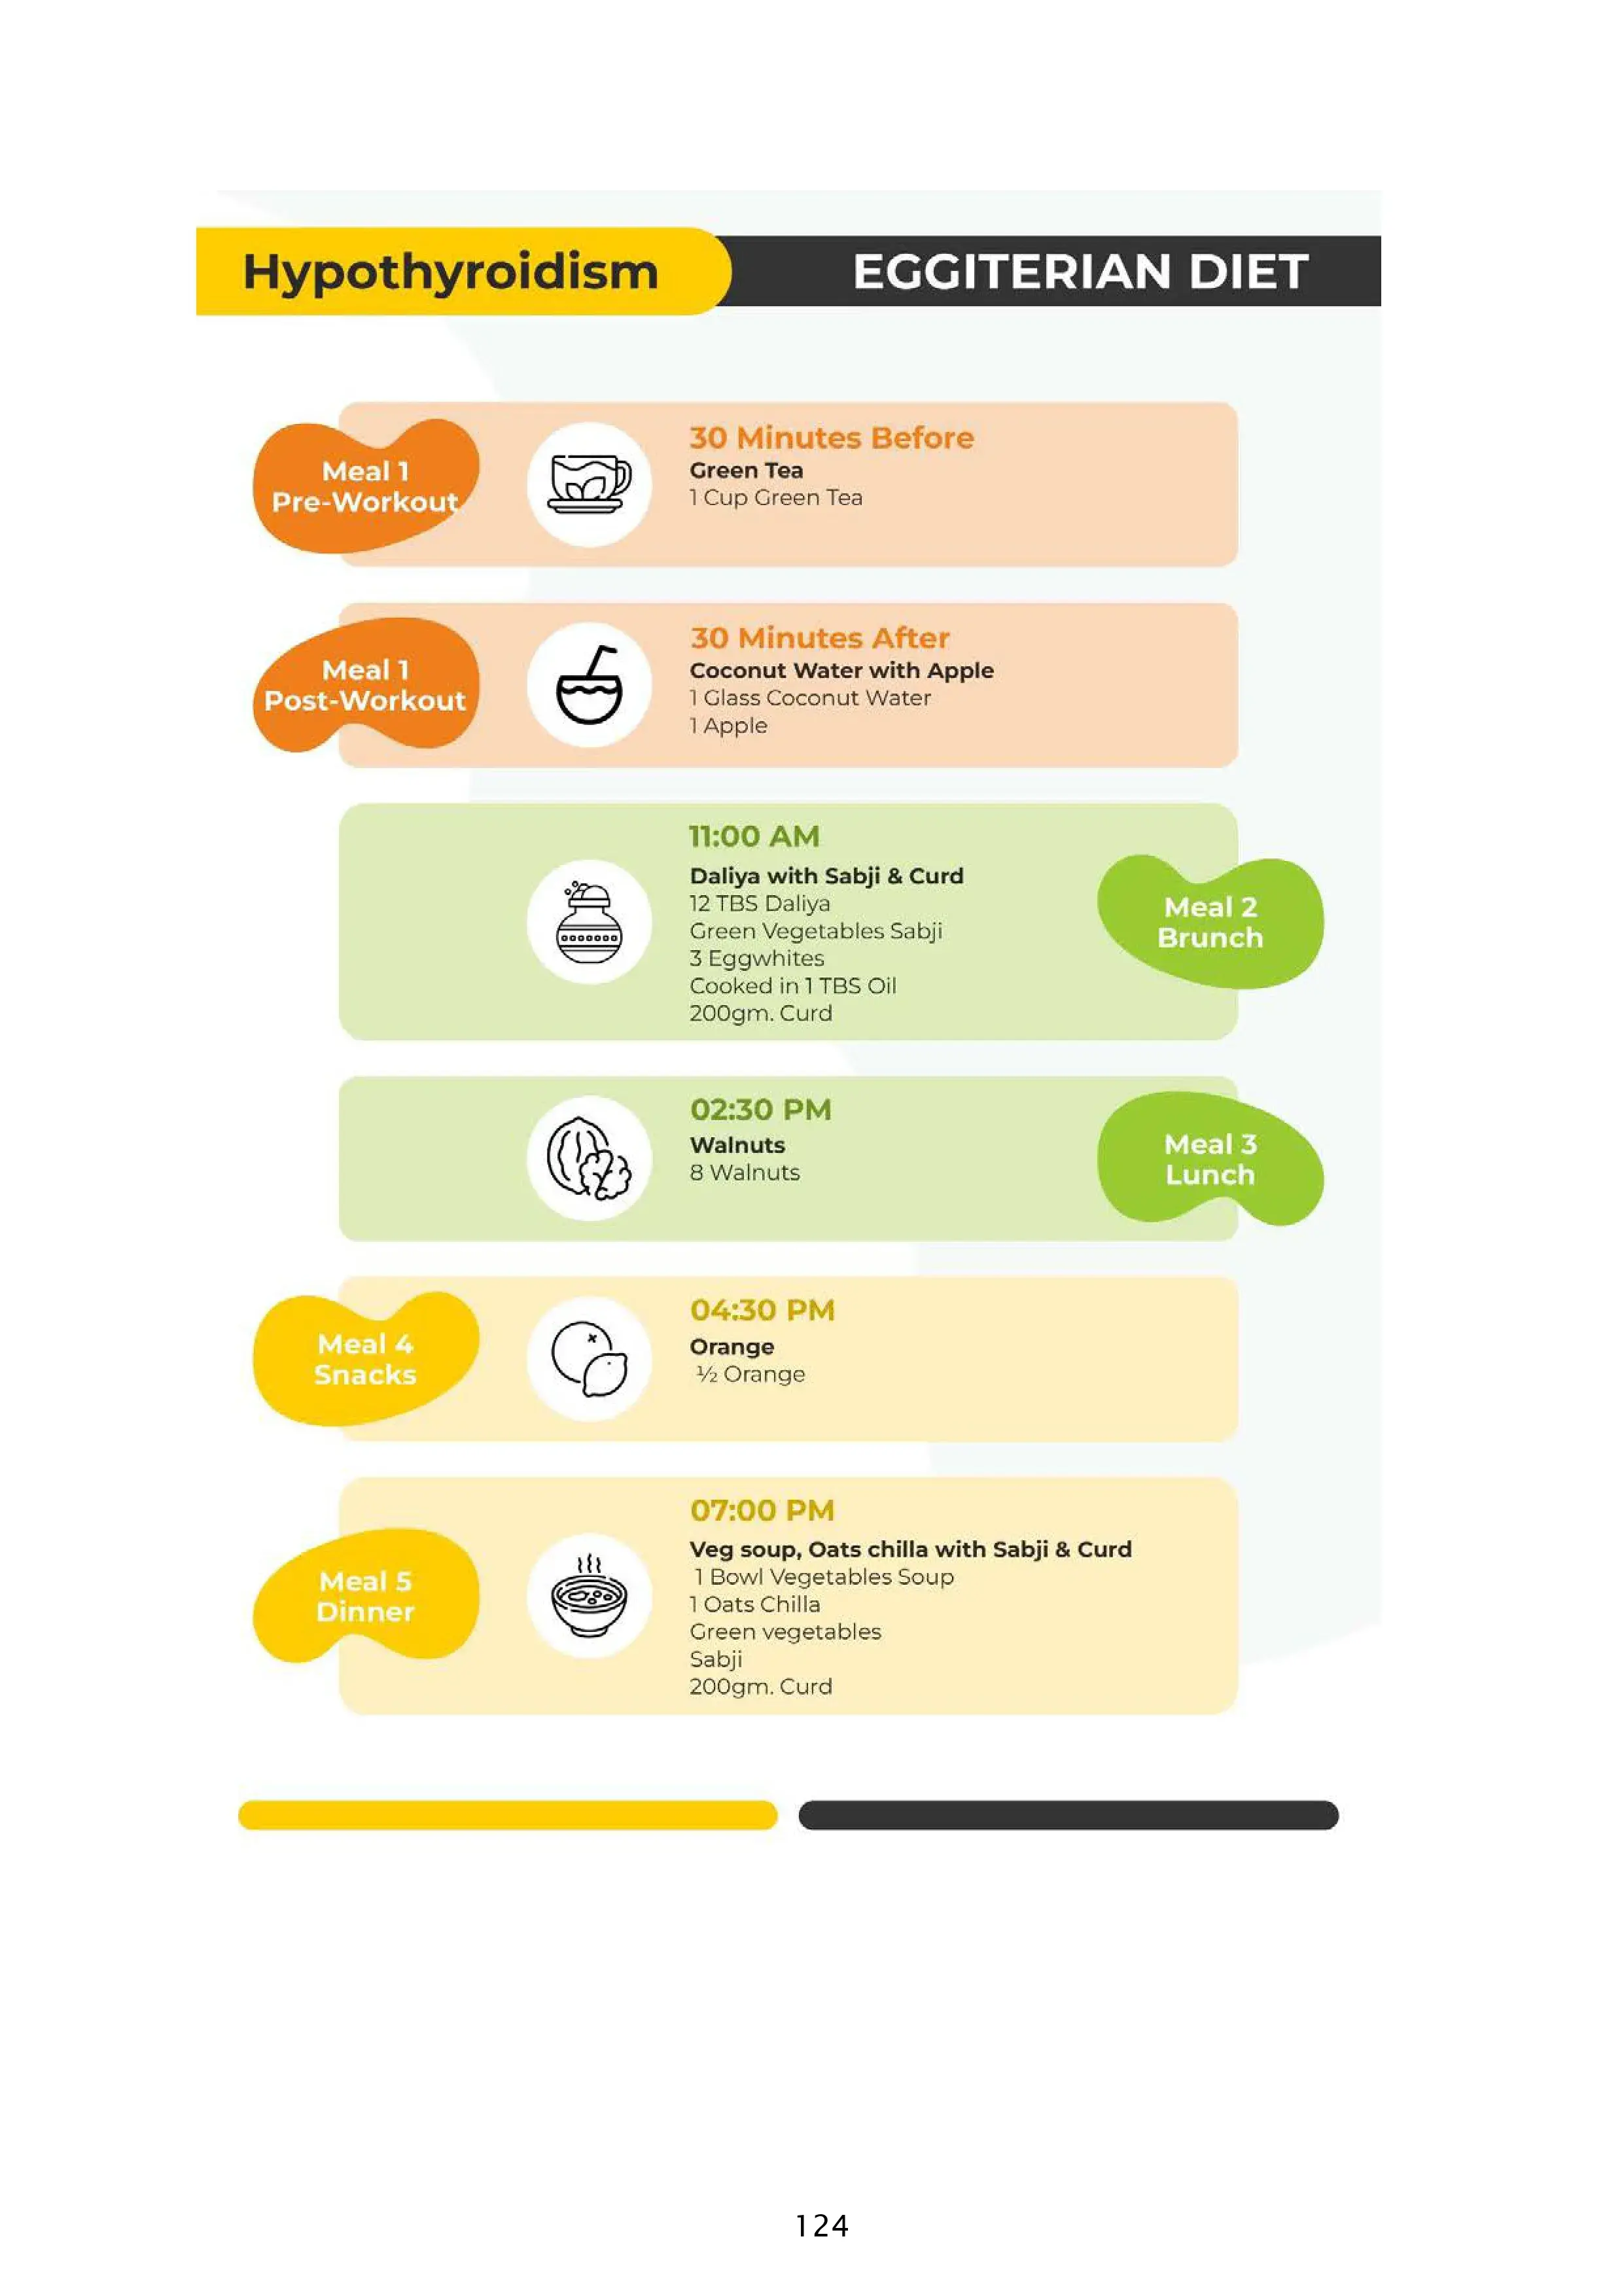 Hypothyroidism
EGGITERIAN DIET
Meal 1
Pre-Workout
30 Minutes Before
Green Tea
1 Cup Green Tea
Meal 1
Post-Workout
30 Minutes After
Coconut Water with Apple
1 Glass Coconut Water
1 Apple
11:00 AM
Daliya with Sabji & Curd
12 TBS Daliya
Green Vegetables Sabji
3 Eggwhites
Cooked in 1 TBS Oil
200gm. Curd
Meal 2
Brunch
02:30 PM
Walnuts
8 Walnuts
Meal 3
Lunch
Meal 4
Snacks
04:30 PM
Orange
½ Orange
Meal 5
Dinner
07:00 PM
Veg soup, Oats chilla with Sabji & Curd
1 Bowl Vegetables Soup
1 Oats Chilla
Green vegetables
Sabji
200gm. Curd
124